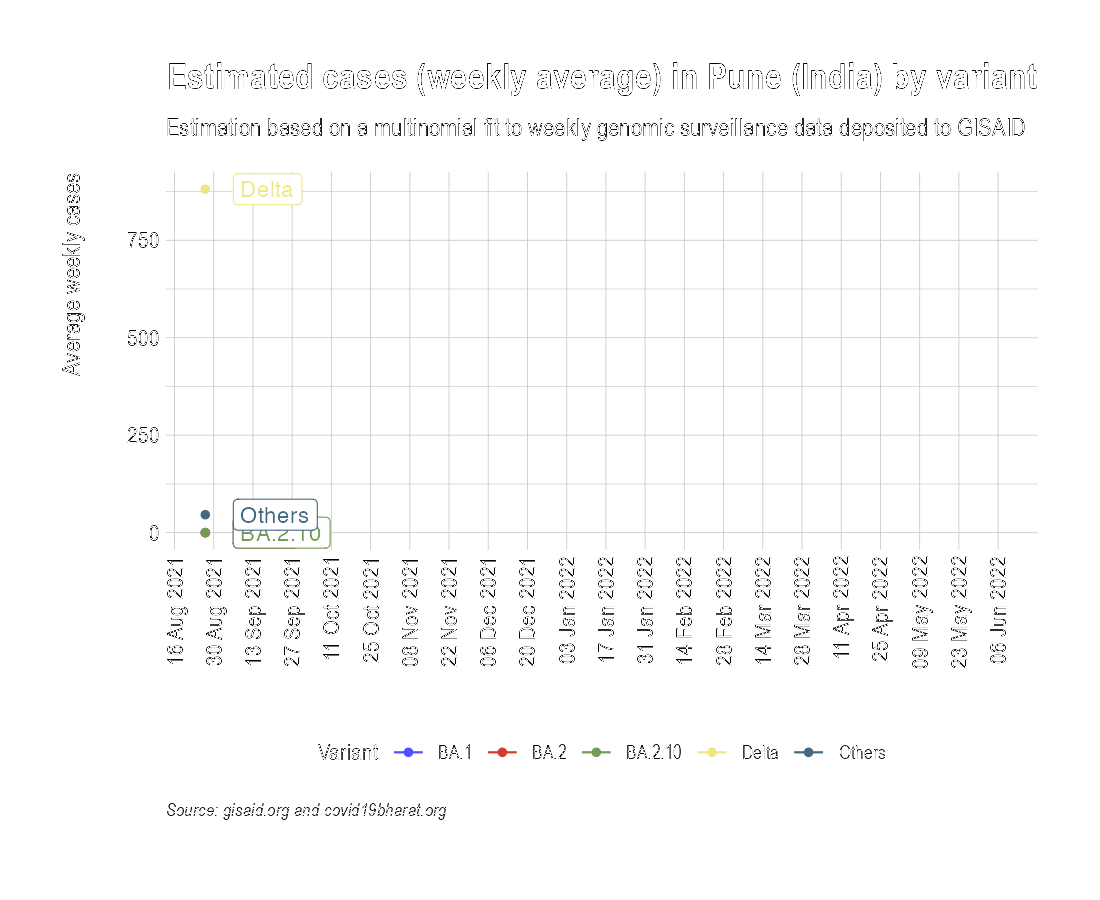 Estimated cases (weekly average) in Pune (India) by variant
Estimation based on a multinomial fit to weekly genomic surveillance data deposited to GISAID
Average weekly cases
750
500
250
0
Delta
Others
BA.2.10
16 Aug 2021
30 Aug 2021
13 Sep 2021
27 Sep 2021
11 Oct 2021
25 Oct 2021
08 Nov 2021
22 Nov 2021
06 Dec 2021
20 Dec 2021
03 Jan 2022
17 Jan 2022
31 Jan 2022
14 Feb 2022
28 Feb 2022
14 Mar 2022
28 Mar 2022
11 Apr 2022
25 Apr 2022
09 May 2022
23 May 2022
06 Jun 2022
Variant BA.1 BA.2 BA.2.10 Delta Others
Source: gisaid.org and covid19bharat.org